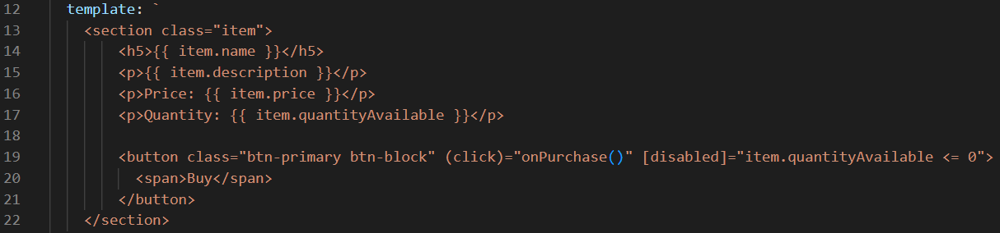 12 template: `
13 <section class="item">
14 <h5>{{ item.name }}</h5>
15 <p>{{ item.description }}</p>
16 <p>Price: {{ item.price }}</p>
17 <p>Quantity: {{ item.quantityAvailable }}</p>
18
19 <button class="btn-primary btn-block" (click)="onPurchase()" [disabled]="item.quantityAvailable <= 0">
20 <span>Buy</span>
21 </button>
22 </section>